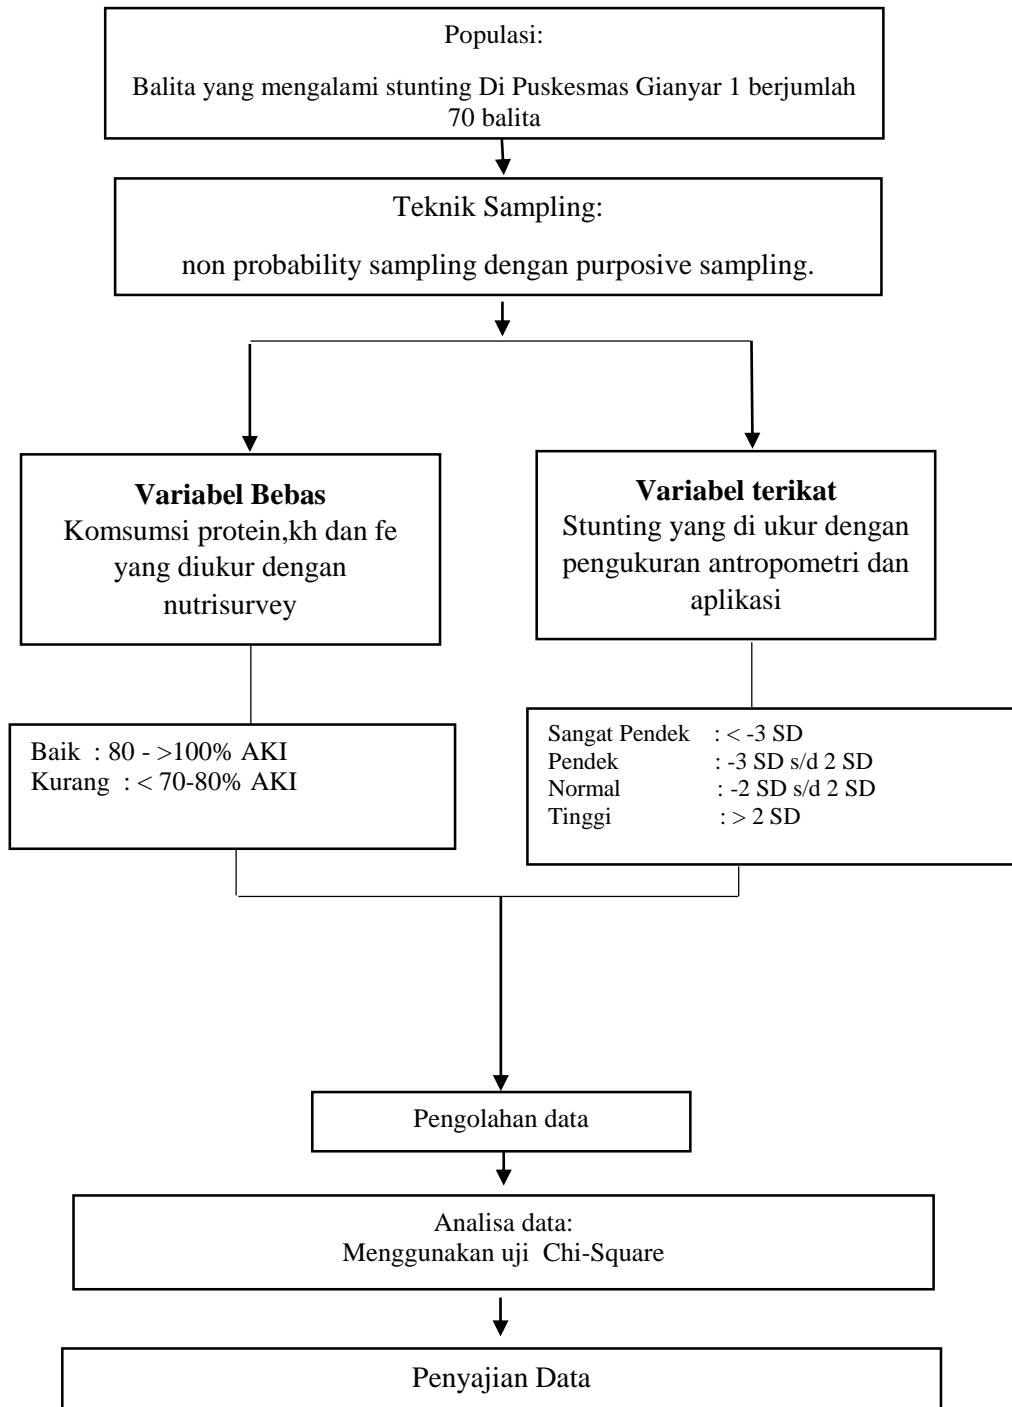 Populasi:
Balita yang mengalami stunting Di Puskesmas Gianyar 1 berjumlah
70 balita
Teknik Sampling:
non probability sampling dengan purposive sampling.
Variabel Bebas
Komsumsi protein,kh dan fe
yang diukur dengan
nutrisurvey
Variabel terikat
Stunting yang di ukur dengan
pengukuran antropometri dan
aplikasi
Baik : 80 - >100% AKI
Kurang : < 70-80% AKI
Sangat Pendek : < -3 SD
Pendek : -3 SD s/d 2 SD
Normal : -2 SD s/d 2 SD
Tinggi : > 2 SD
Pengolahan data
Analisa data:
Menggunakan uji Chi-Square
Penyajian Data